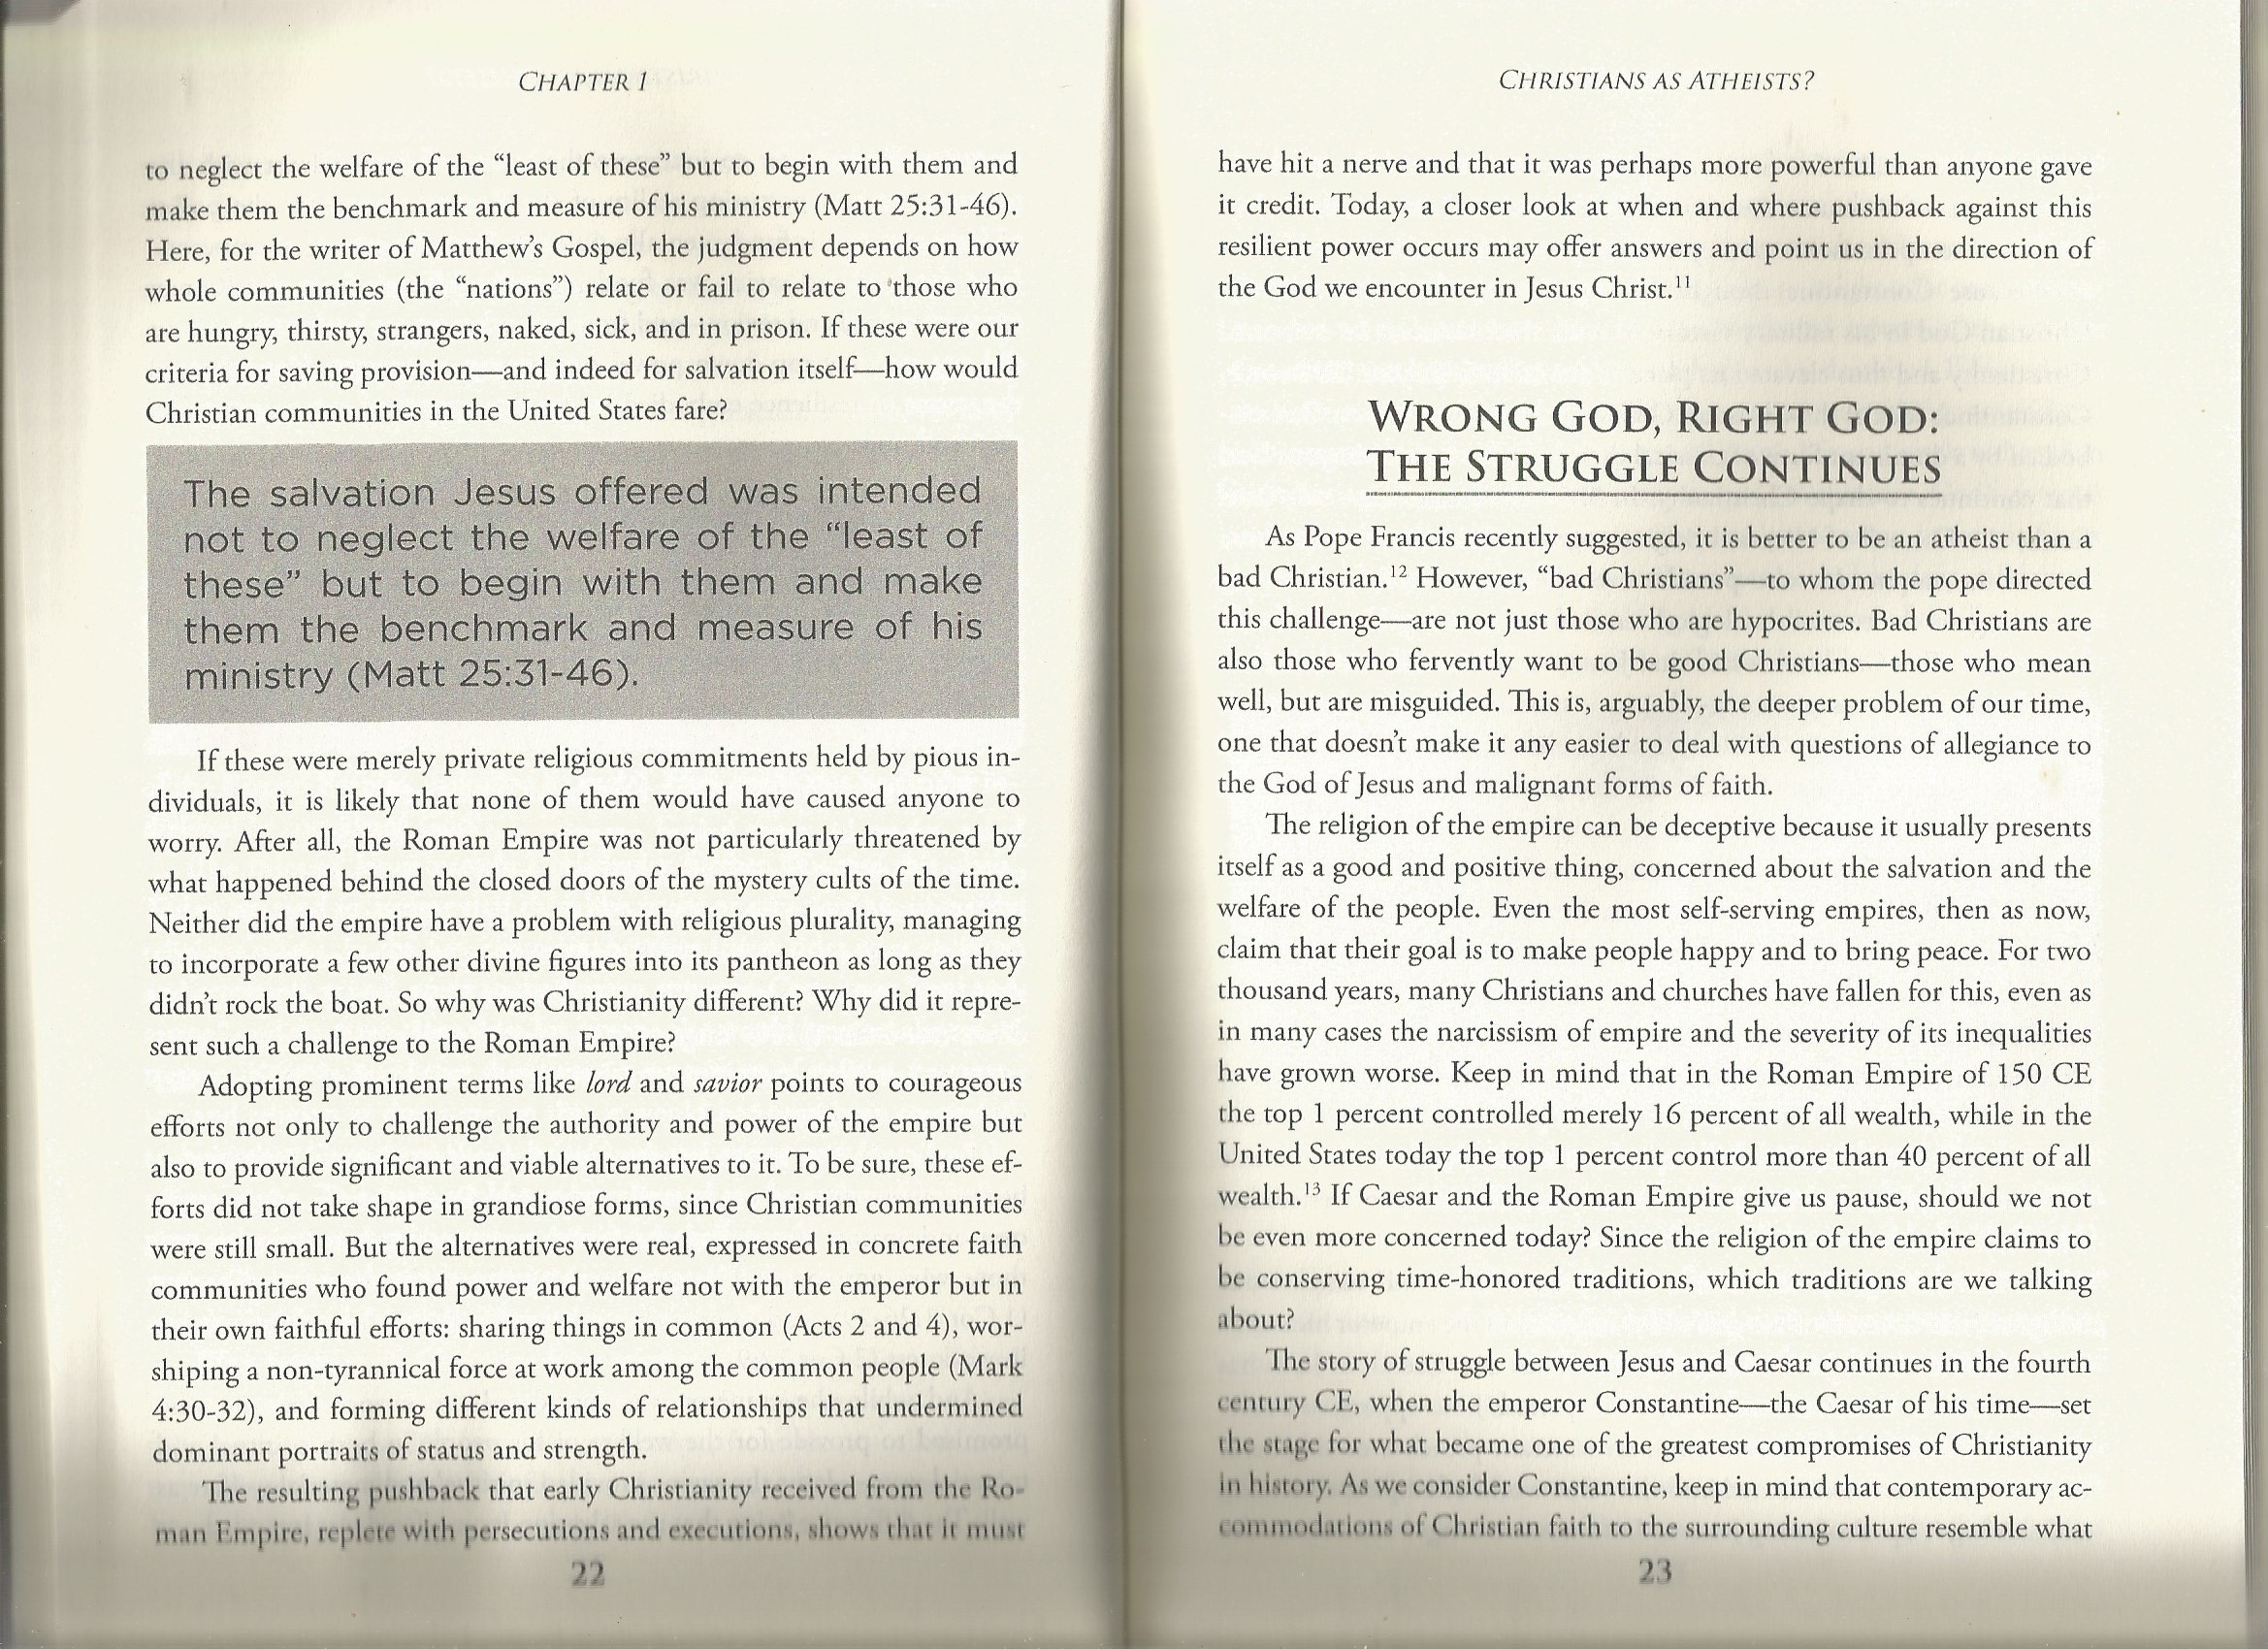 CHAPTER 1
to neglect the welfare of the “least of these” but to begin with them and
make them the benchmark and measure of his ministry (Matt 25:31-46).
Here, for the writer of Matthew’s Gospel, the judgment depends on how
whole communities (the “nations”) relate or fail to relate to those who
are hungry, thirsty, strangers, naked, sick, and in prison. If these were our
criteria for saving provision—and indeed for salvation itself—how would
Christian communities in the United States fare?
The salvation Jesus offered was intended
not to neglect the welfare of the “least of
these” but to begin with them and make
them the benchmark and measure of his
ministry (Matt 25:31-46).
If these were merely private religious commitments held by pious in-
dividuals, it is likely that none of them would have caused anyone to
worry. After all, the Roman Empire was not particularly threatened by
what happened behind the closed doors of the mystery cults of the time.
Neither did the empire have a problem with religious plurality, managing
to incorporate a few other divine figures into its pantheon as long as they
didn’t rock the boat. So why was Christianity different? Why did it repre-
sent such a challenge to the Roman Empire?
Adopting prominent terms like lord and savior points to courageous
efforts not only to challenge the authority and power of the empire but
also to provide significant and viable alternatives to it. To be sure, these ef-
forts did not take shape in grandiose forms, since Christian communities
were still small. But the alternatives were real, expressed in concrete faith
communities who found power and welfare not with the emperor but in
their own faithful efforts: sharing things in common (Acts 2 and 4), wor-
shiping a non-tyrannical force at work among the common people (Mark
4:30-32), and forming different kinds of relationships that undermined
dominant portraits of status and strength.
The resulting pushback that early Christianity received from the Ro-
man Empire, replete with persecutions and executions, shows that it must
22
CHRISTIANS AS ATHEISTS?
have hit a nerve and that it was perhaps more powerful than anyone gave
it credit. Today, a closer look at when and where pushback against this
resilient power occurs may offer answers and point us in the direction of
the God we encounter in Jesus Christ.11
WRONG GOD, RIGHT GOD:
THE STRUGGLE CONTINUES
As Pope Francis recently suggested, it is better to be an atheist than a
bad Christian.12 However, “bad Christians”—to whom the pope directed
this challenge—are not just those who are hypocrites. Bad Christians are
also those who fervently want to be good Christians—those who mean
well, but are misguided. This is, arguably, the deeper problem of our time,
one that doesn’t make it any easier to deal with questions of allegiance to
the God of Jesus and malignant forms of faith.
The religion of the empire can be deceptive because it usually presents
itself as a good and positive thing, concerned about the salvation and the
welfare of the people. Even the most self-serving empires, then as now,
claim that their goal is to make people happy and to bring peace. For two
thousand years, many Christians and churches have fallen for this, even as
in many cases the narcissism of empire and the severity of its inequalities
have grown worse. Keep in mind that in the Roman Empire of 150 CE
the top 1 percent controlled merely 16 percent of all wealth, while in the
United States today the top 1 percent control more than 40 percent of all
wealth.13 If Caesar and the Roman Empire give us pause, should we not
be even more concerned today? Since the religion of the empire claims to
be conserving time-honored traditions, which traditions are we talking
about?
The story of struggle between Jesus and Caesar continues in the fourth
century CE, when the emperor Constantine—the Caesar of his time—set
the stage for what became one of the greatest compromises of Christianity
in history. As we consider Constantine, keep in mind that contemporary ac-
commodations of Christian faith to the surrounding culture resemble what
23